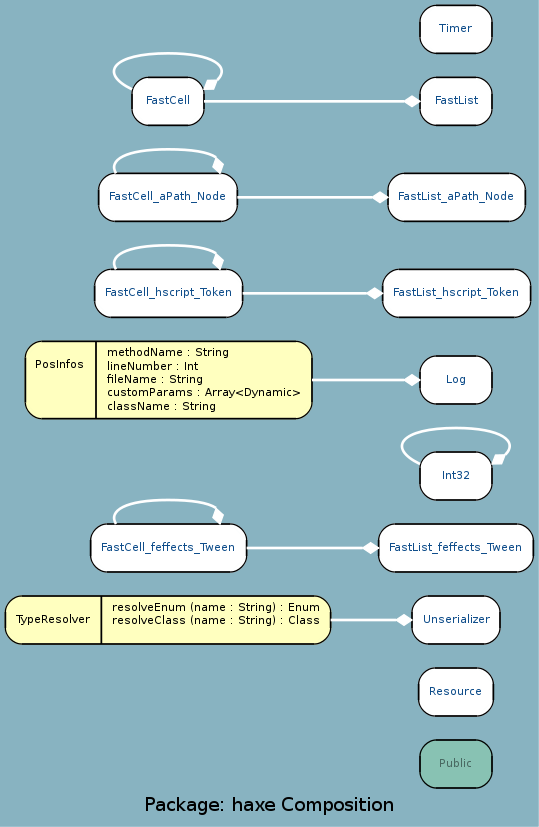 Timer
FastCell
FastList
FastCell_aPath_Node
FastList_aPath_Node
FastCell_hscript_Token
FastList_hscript_Token
PosInfos
methodName : String
lineNumber : Int
fileName : String
customParams : Array<Dynamic>
className : String
Log
Int32
FastCell_feffects_Tween
FastList_feffects_Tween
TypeResolver
resolveEnum (name : String) : Enum
resolveClass (name : String) : Class
Unserializer
Resource
Public
Package: haxe Composition